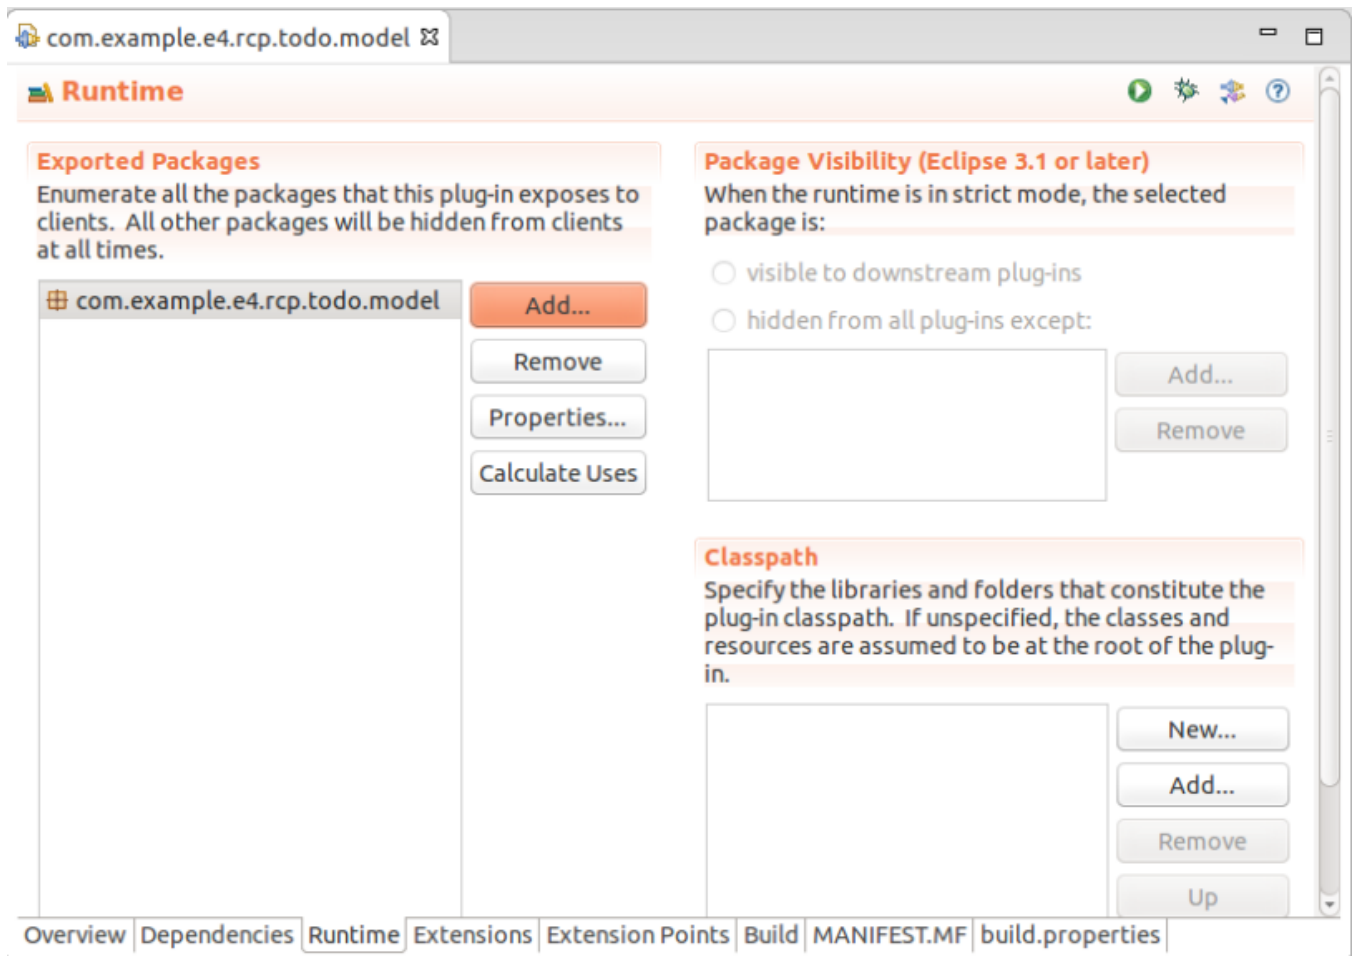 com.example.e4.rcp.todo.model
Runtime
Exported Packages
Enumerate all the packages that this plug-in exposes to
clients.  All other packages will be hidden from clients
at all times.
com.example.e4.rcp.todo.model
Add...
Remove
Properties...
Calculate Uses
Package Visibility (Eclipse 3.1 or later)
When the runtime is in strict mode, the selected
package is:
visible to downstream plug-ins
hidden from all plug-ins except:
Add...
Remove
Classpath
Specify the libraries and folders that constitute the
plug-in classpath.  If unspecified, the classes and
resources are assumed to be at the root of the plug-
in.
New...
Add...
Remove
Up
Overview Dependencies Runtime Extensions Extension Points Build MANIFEST.MF build.properties